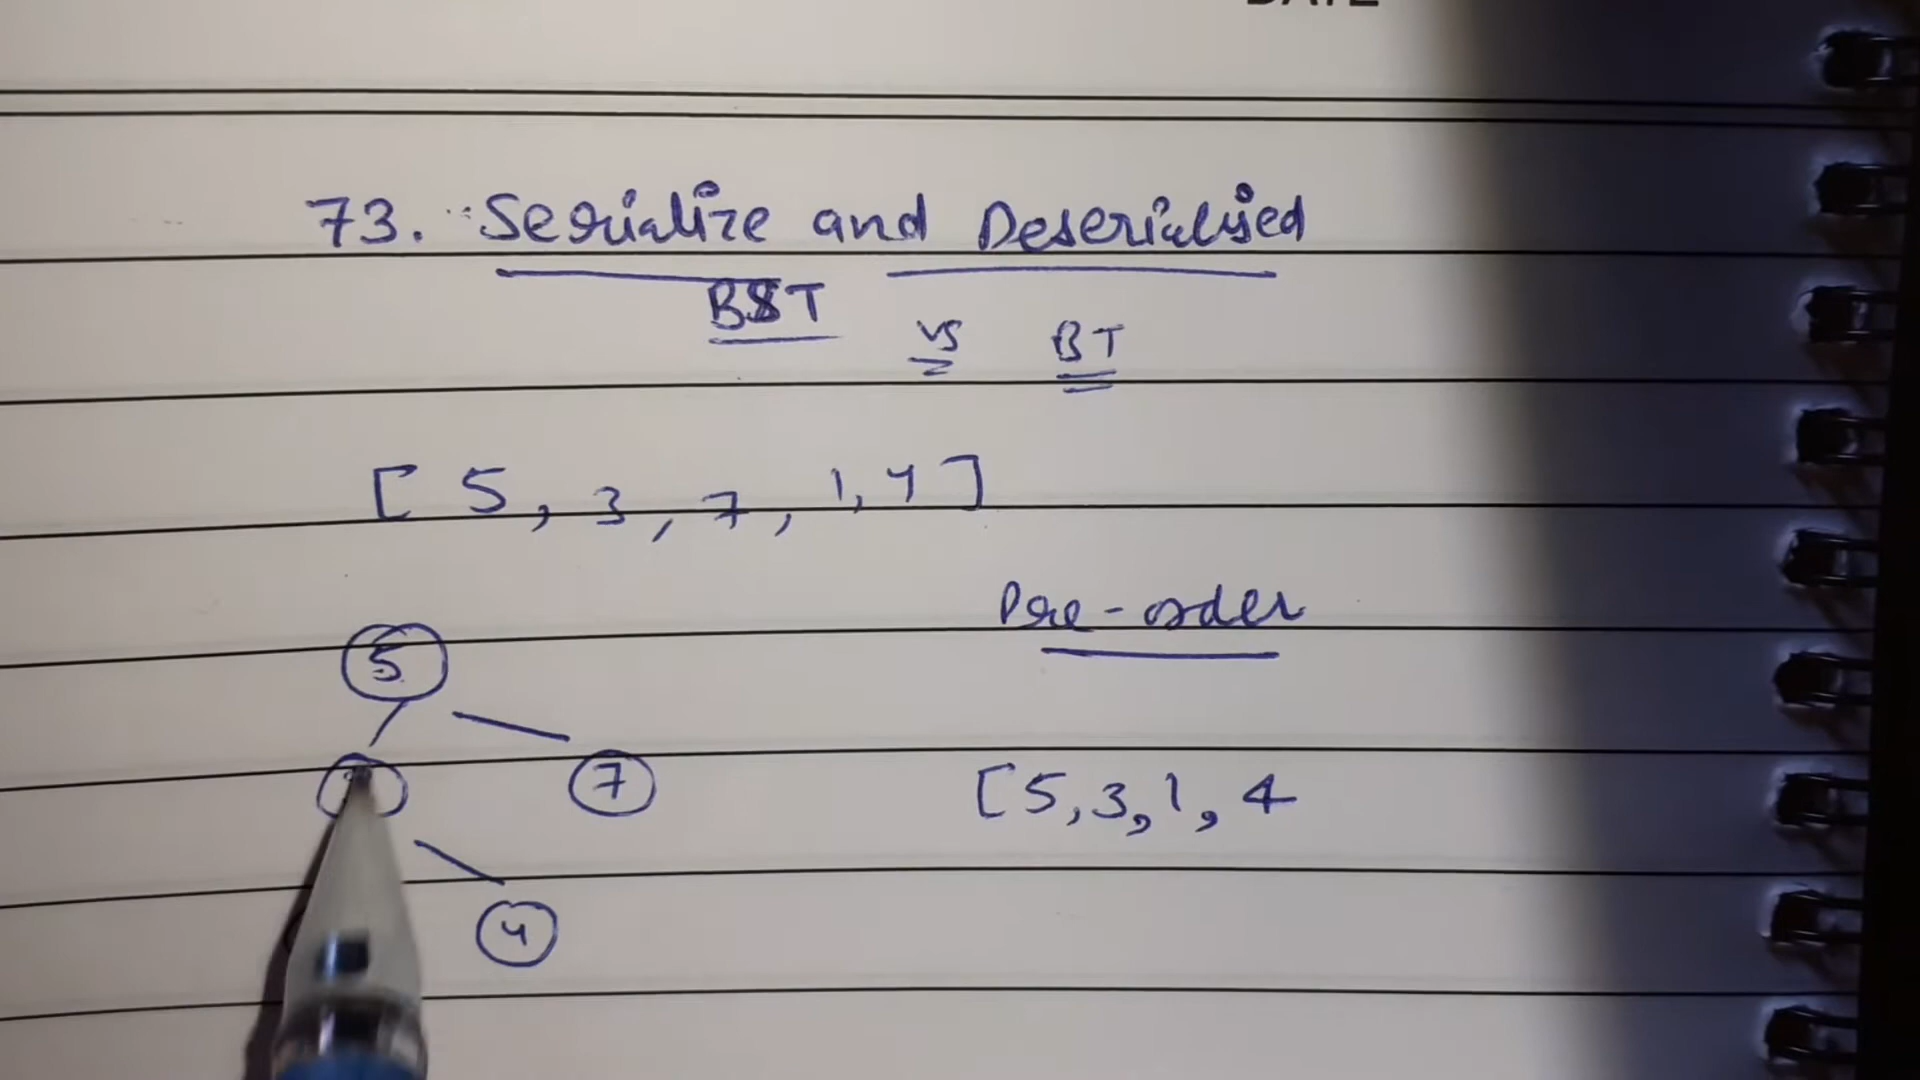 DATE
73. Serialize and Deserialised
BST vs BT
[ 5, 3, 7, 1, 4 ]
Pre-order
5
7
[5, 3, 1, 4
4